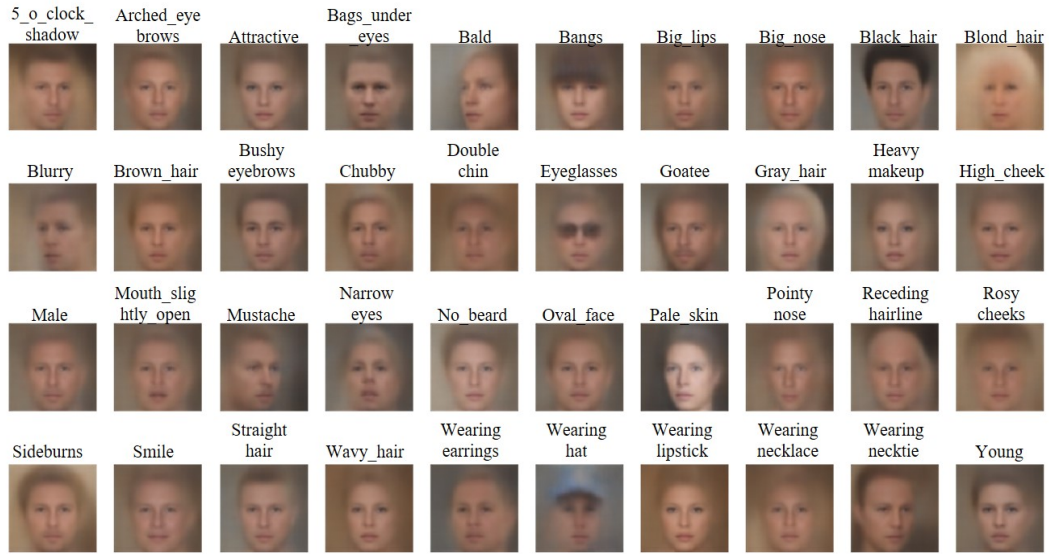 5_o_clock_
shadow
Arched_eye
brows
Attractive
Bags_under
_eyes
Bald
Bangs
Big_lips
Big_nose
Black_hair
Blond_hair
Blurry
Brown_hair
Bushy
eyebrows
Chubby
Double
chin
Eyeglasses
Goatee
Gray_hair
Heavy
makeup
High_cheek
Male
Mouth_slig
htly_open
Mustache
Narrow
eyes
No_beard
Oval_face
Pale_skin
Pointy
nose
Receding
hairline
Rosy
cheeks
Sideburns
Smile
Straight
hair
Wavy_hair
Wearing
earrings
Wearing
hat
Wearing
lipstick
Wearing
necklace
Wearing
necktie
Young